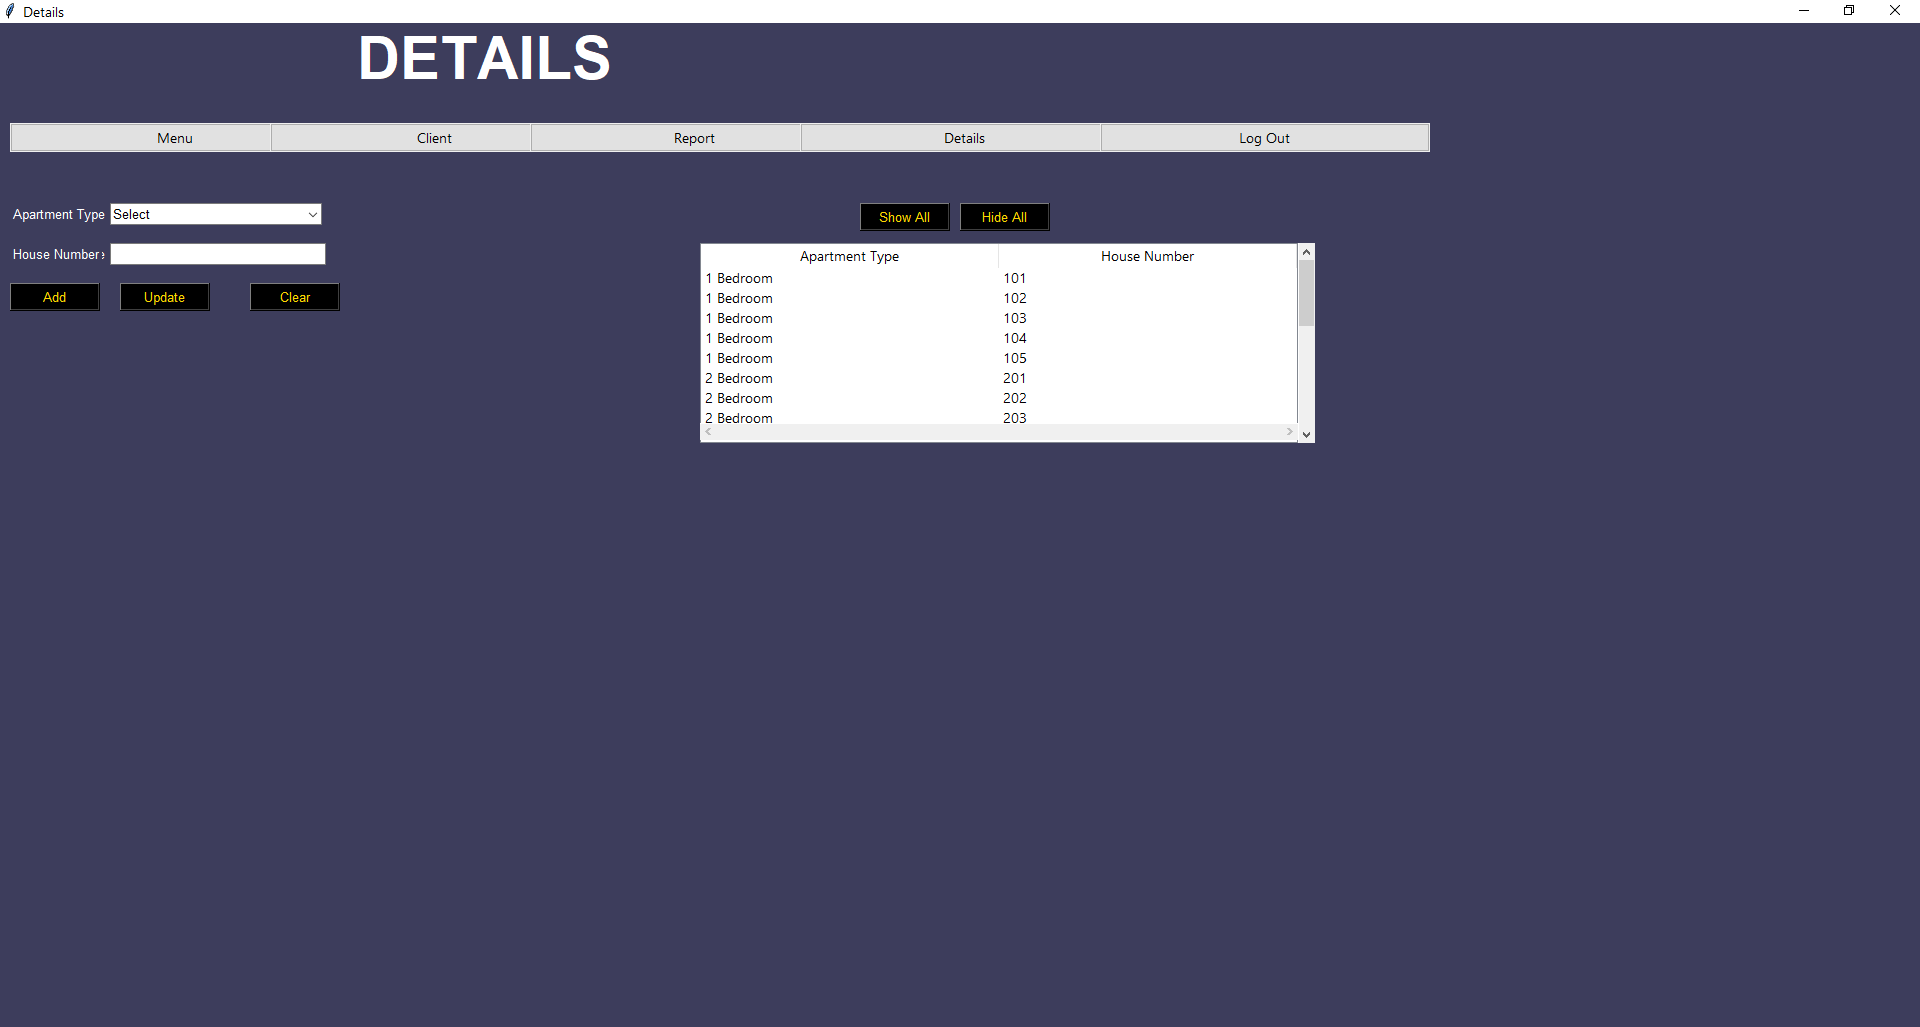 Details
DETAILS
Menu Client Report Details Log Out
Apartment Type Select
House Number:
Add Update Clear
Show All Hide All
Apartment Type House Number
1 Bedroom 101
1 Bedroom 102
1 Bedroom 103
1 Bedroom 104
1 Bedroom 105
2 Bedroom 201
2 Bedroom 202
2 Bedroom 203